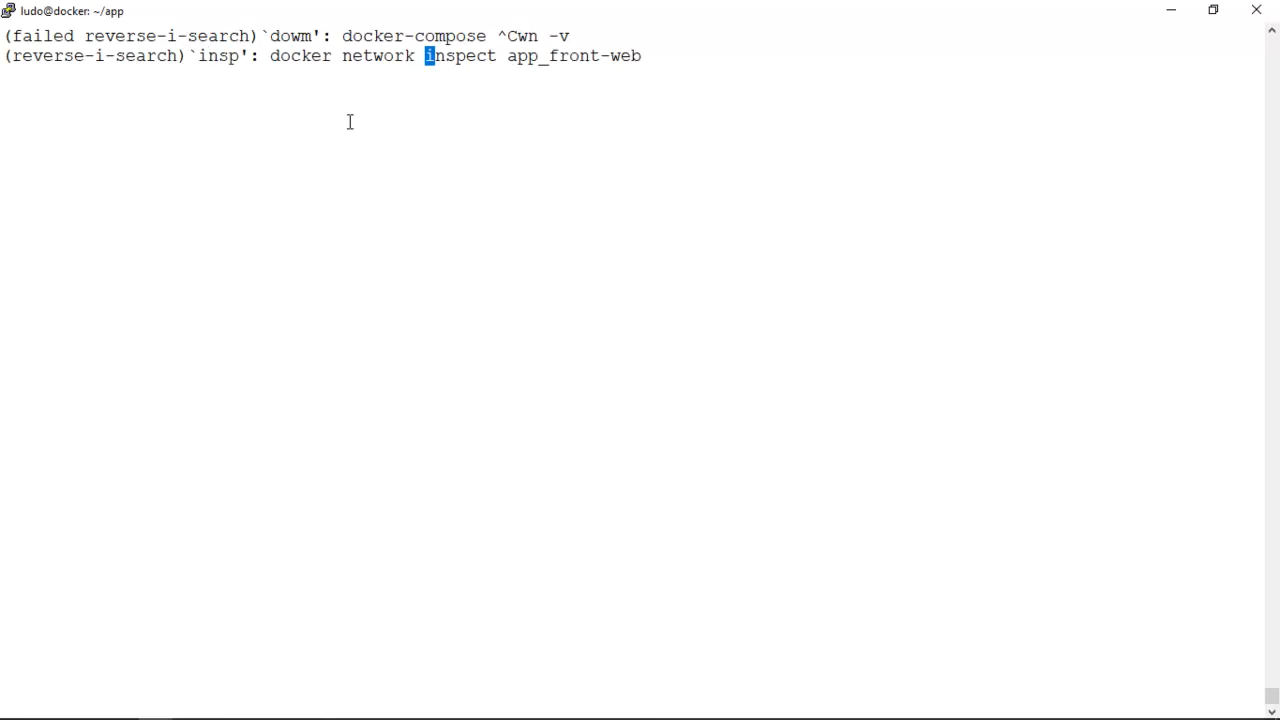 ludo@docker: ~/app
(failed reverse-i-search)`dowm': docker-compose ^Cwn -v
(reverse-i-search)`insp': docker network inspect app_front-web